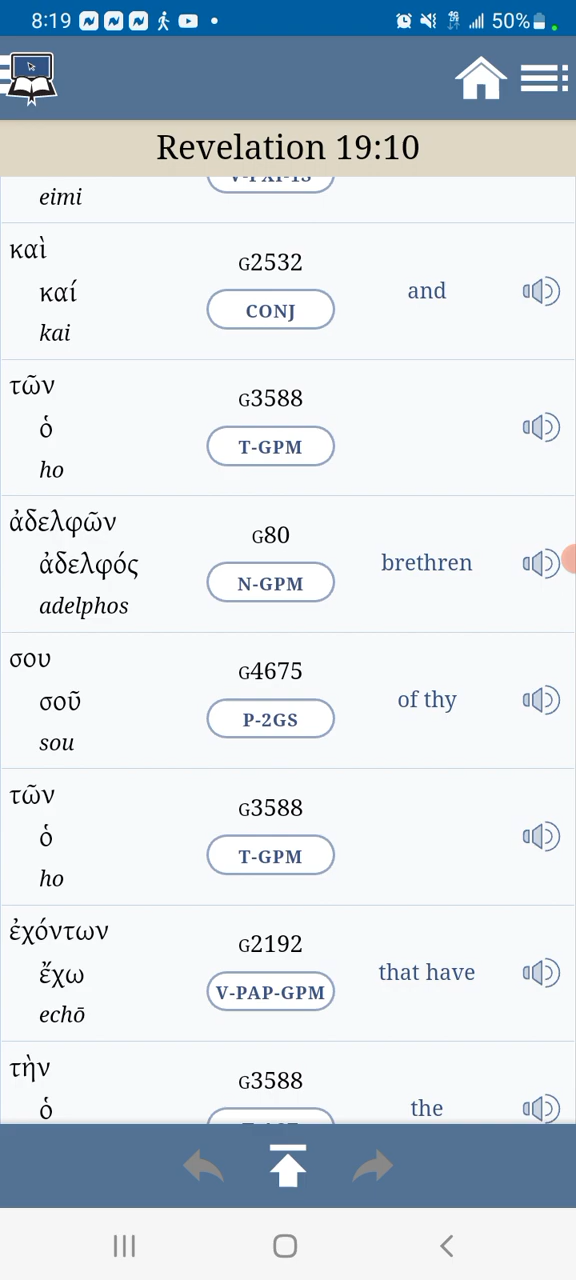 8:19
50%
Revelation 19:10
eimi
καὶ
καί
kai
G2532
CONJ
and
τῶν
ὁ
ho
G3588
T-GPM
ἀδελφῶν
ἀδελφός
adelphos
G80
N-GPM
brethren
σου
σοῦ
sou
G4675
P-2GS
of thy
τῶν
ὁ
ho
G3588
T-GPM
ἐχόντων
ἔχω
echō
G2192
V-PAP-GPM
that have
τὴν
ὁ
G3588
the